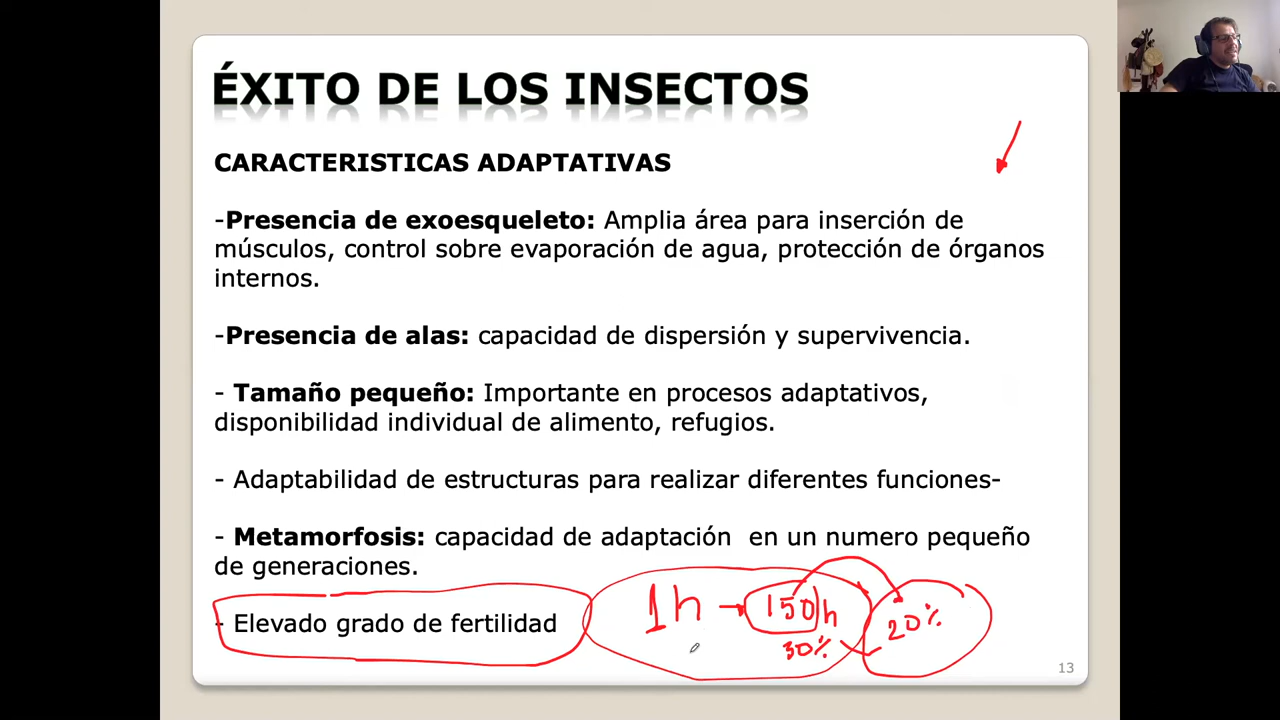 ÉXITO DE LOS INSECTOS
CARACTERISTICAS ADAPTATIVAS
-Presencia de exoesqueleto: Amplia área para inserción de
músculos, control sobre evaporación de agua, protección de órganos
internos.
-Presencia de alas: capacidad de dispersión y supervivencia.
- Tamaño pequeño: Importante en procesos adaptativos,
disponibilidad individual de alimento, refugios.
- Adaptabilidad de estructuras para realizar diferentes funciones-
- Metamorfosis: capacidad de adaptación en un numero pequeño
de generaciones.
- Elevado grado de fertilidad
1h → 150h 20%
30%
13